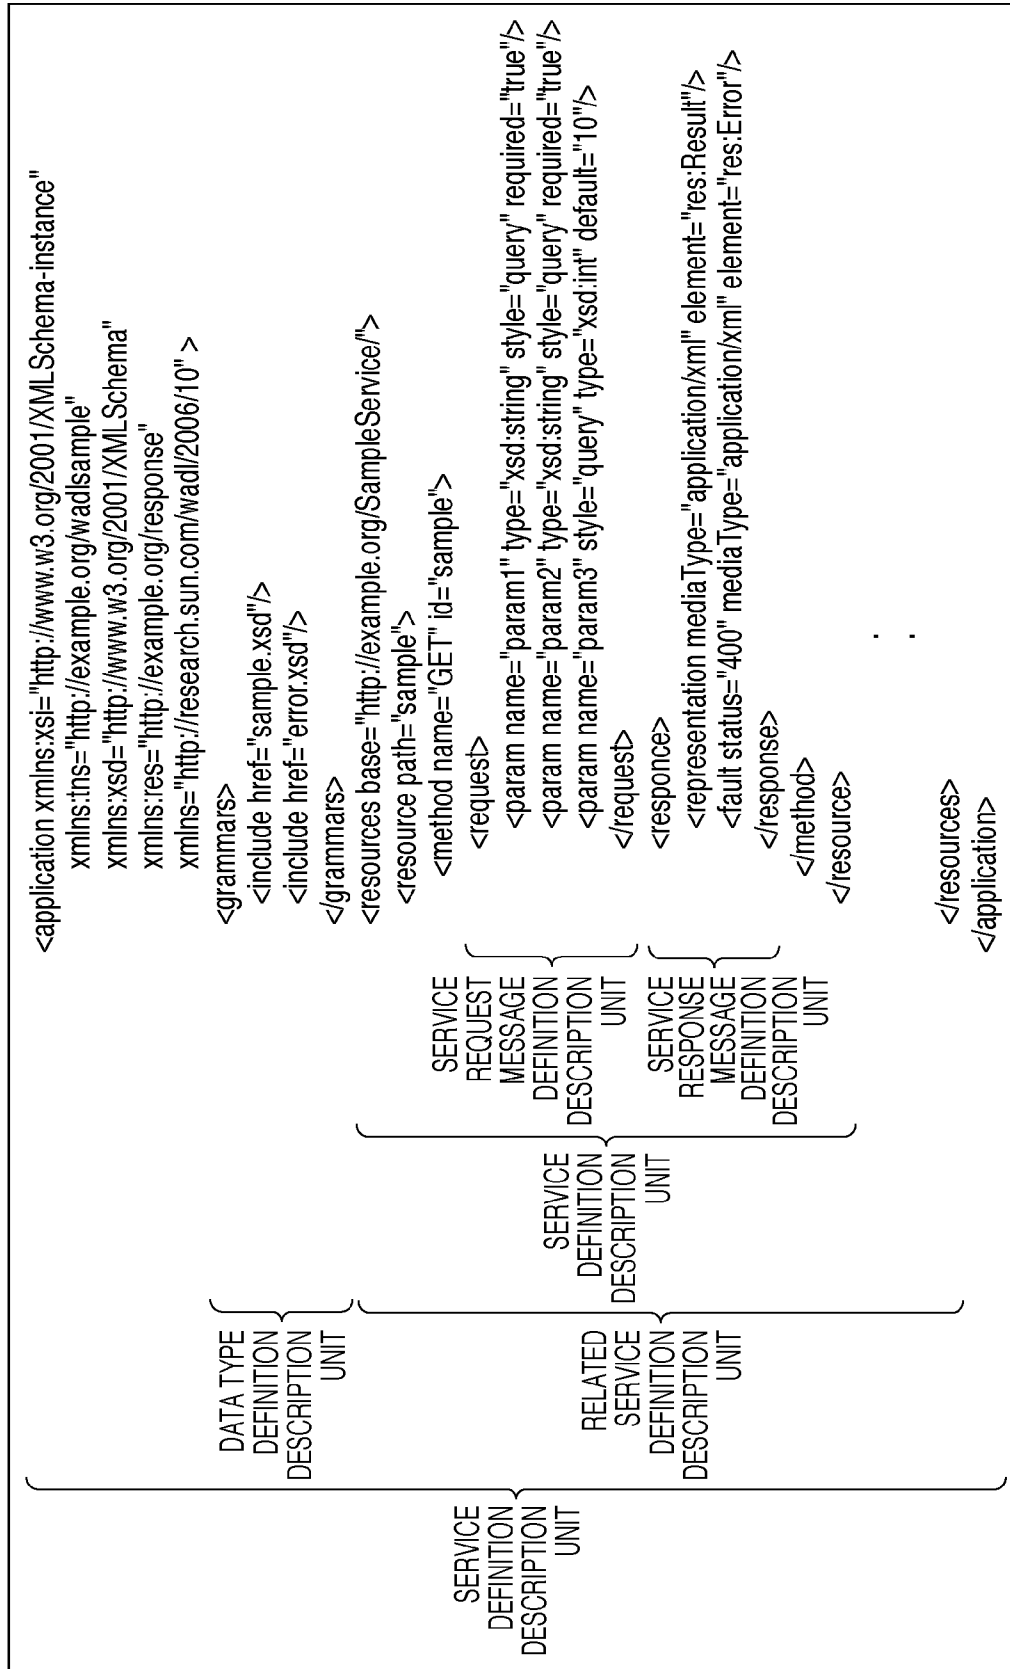 <application xmlns:xsi="http://www.w3.org/2001/XMLSchema-instance"
xmlns:tns="http://example.org/wadlsample"
xmlns:xsd="http://www.w3.org/2001/XMLSchema"
xmlns:res="http://example.org/response"
xmlns="http://research.sun.com/wadl/2006/10" >
<grammars>
<include href="sample.xsd"/>
<include href="error.xsd"/>
</grammars>
<resources base="http://example.org/SampleService/">
<resource path="sample">
<method name="GET" id="sample">
<request>
<param name="param1" type="xsd:string" style="query" required="true"/>
<param name="param2" type="xsd:string" style="query" required="true"/>
<param name="param3" style="query" type="xsd:int" default="10"/>
</request>
<responce>
<representation mediaType="application/xml" element="res:Result"/>
<fault status="400" mediaType="application/xml" element="res:Error"/>
</response>
</method>
</resource>
.
.
</resources>
</application>
SERVICE
REQUEST
MESSAGE
DEFINITION
DESCRIPTION
UNIT
SERVICE
RESPONSE
MESSAGE
DEFINITION
DESCRIPTION
UNIT
SERVICE
DEFINITION
DESCRIPTION
UNIT
DATA TYPE
DEFINITION
DESCRIPTION
UNIT
RELATED
SERVICE
DEFINITION
DESCRIPTION
UNIT
SERVICE
DEFINITION
DESCRIPTION
UNIT